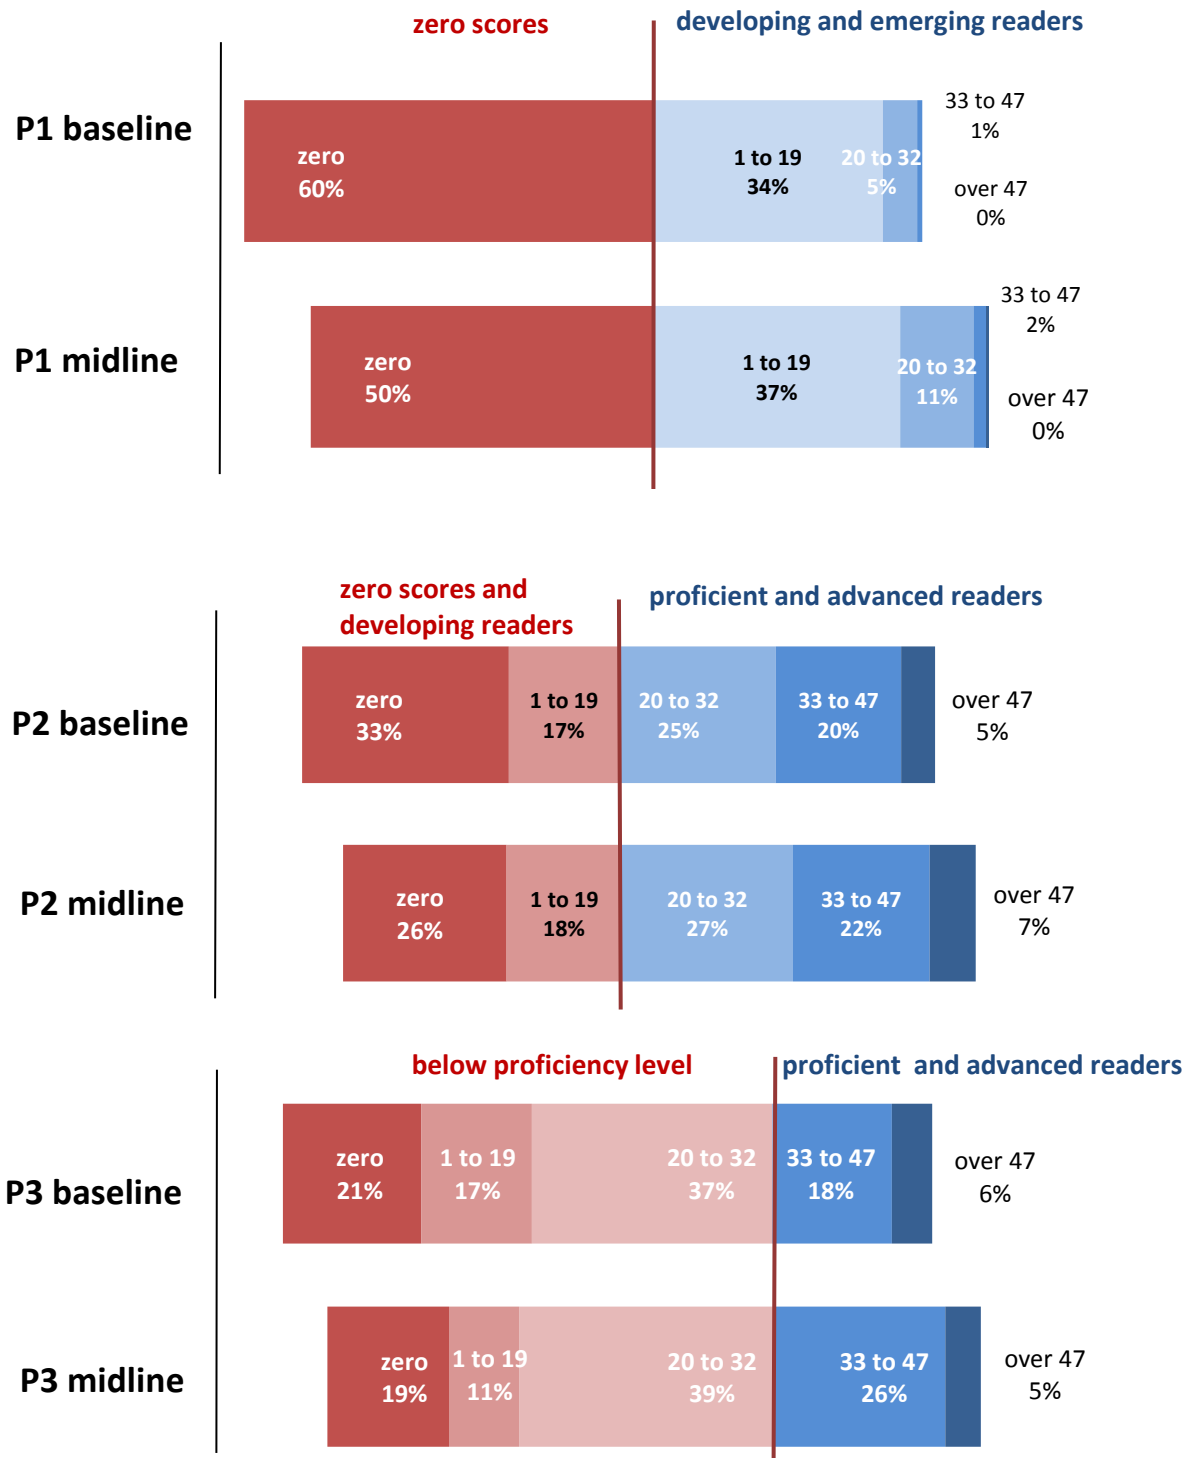 zero scores
developing and emerging readers
P1 baseline
zero
60%
1 to 19
34%
20 to 32
5%
33 to 47
1%
over 47
0%
P1 midline
zero
50%
1 to 19
37%
20 to 32
11%
33 to 47
2%
over 47
0%
zero scores and
developing readers
proficient and advanced readers
P2 baseline
zero
33%
1 to 19
17%
20 to 32
25%
33 to 47
20%
over 47
5%
P2 midline
zero
26%
1 to 19
18%
20 to 32
27%
33 to 47
22%
over 47
7%
below proficiency level
proficient and advanced readers
P3 baseline
zero
21%
1 to 19
17%
20 to 32
37%
33 to 47
18%
over 47
6%
P3 midline
zero
19%
1 to 19
11%
20 to 32
39%
33 to 47
26%
over 47
5%